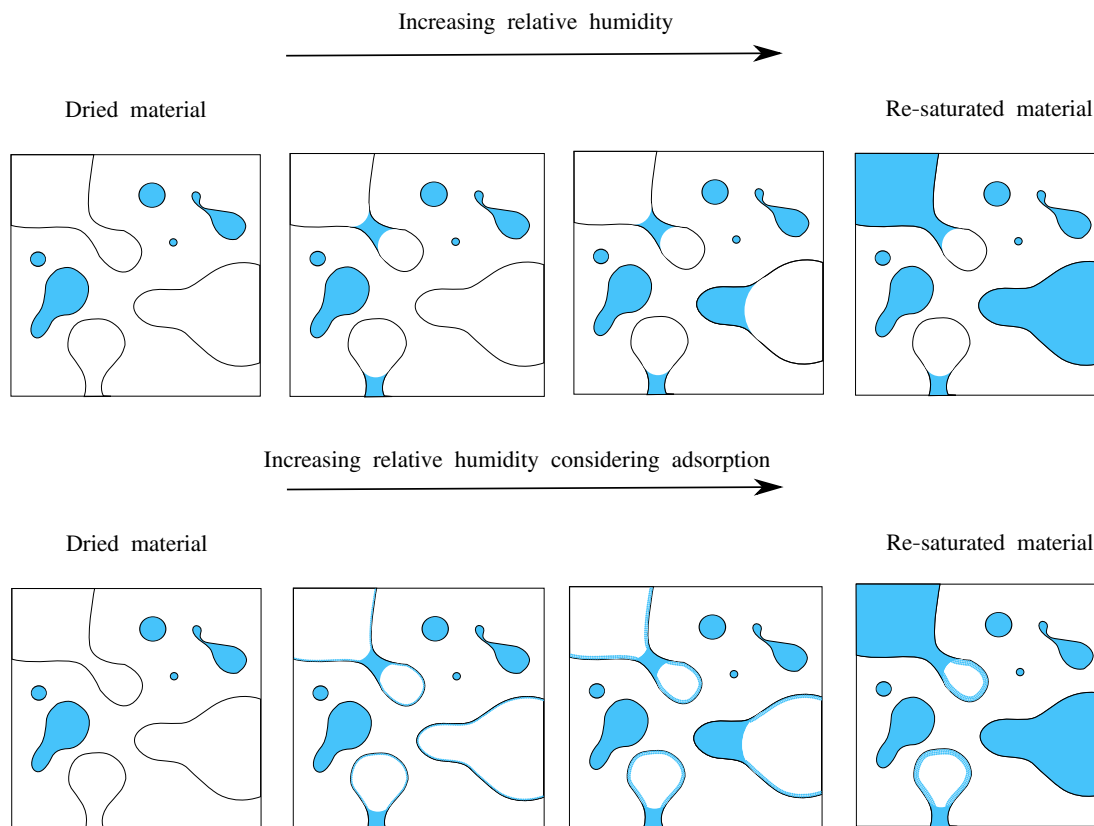 Increasing relative humidity
Dried material
Re-saturated material
Increasing relative humidity considering adsorption
Dried material
Re-saturated material